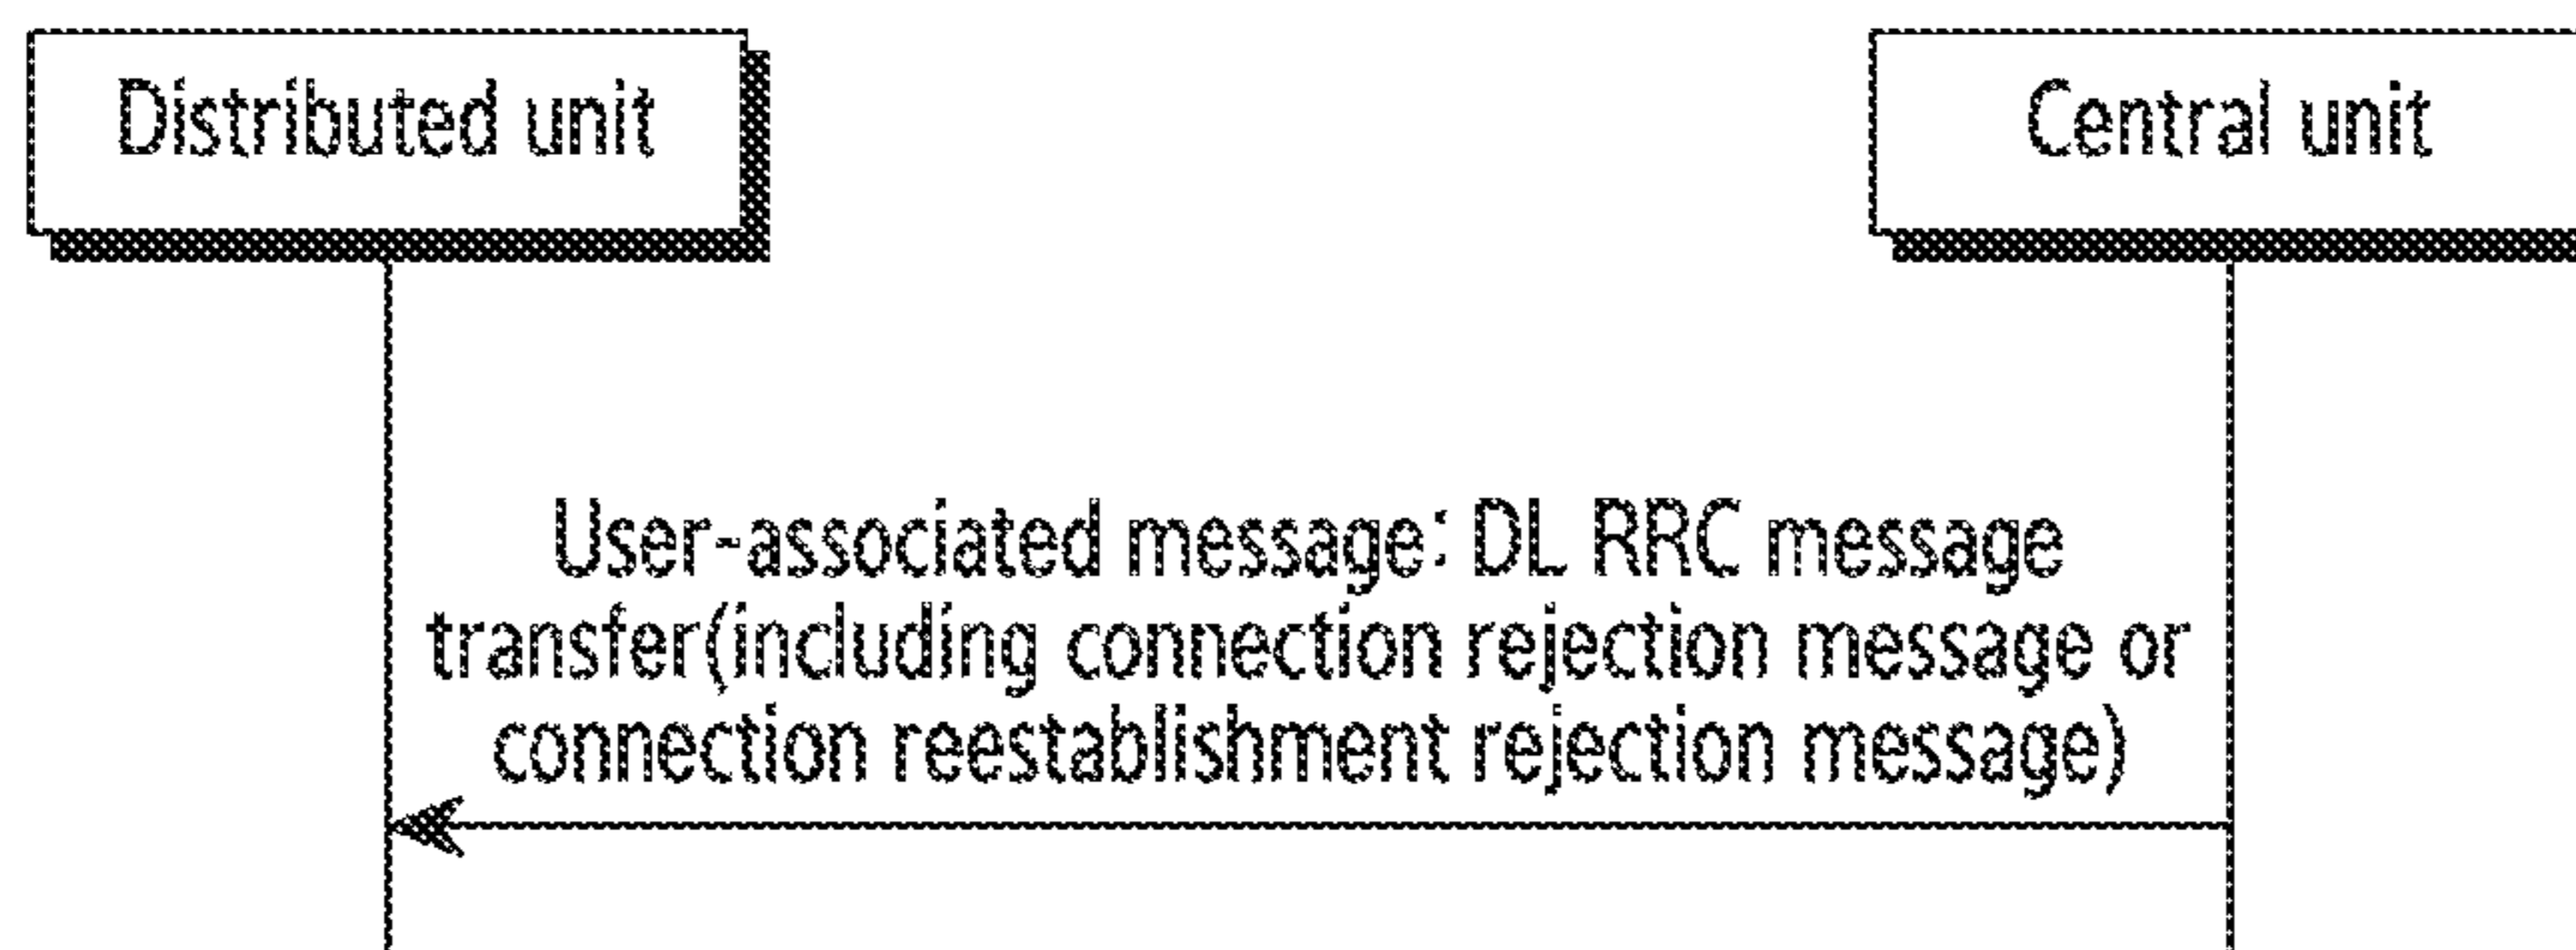 Distributed unit
Central unit
User-associated message: DL RRC message
transfer(including connection rejection message or
connection reestablishment rejection message)